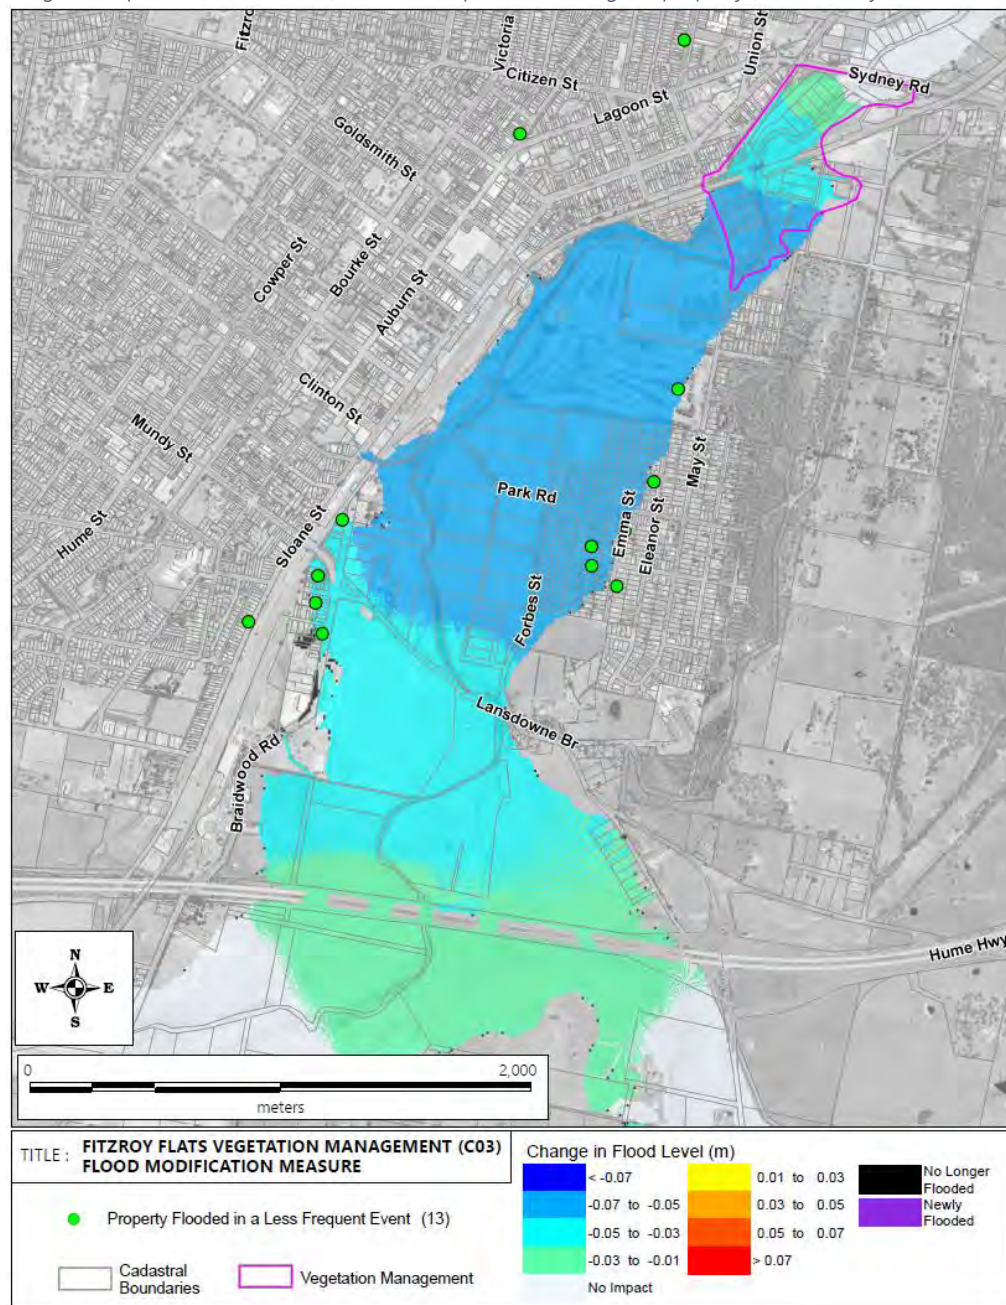 Fitzroy
Victoria
Union St
Citizen St
Sydney Rd
Lagoon St
Goldsmith St
Cowper St
Bourke St
Auburn St
Clinton St
Mundy St
Hume St
Sloane St
Park Rd
Emma St
Eleanor St
May St
Forbes St
Lansdowne Br
Braidwood Rd
Hume Hwy
N
W E
S
0 2,000
meters
TITLE : FITZROY FLATS VEGETATION MANAGEMENT (C03)
FLOOD MODIFICATION MEASURE
Property Flooded in a Less Frequent Event (13)
Cadastral
Boundaries
Vegetation Management
Change in Flood Level (m)
< -0.07
-0.07 to -0.05
-0.05 to -0.03
-0.03 to -0.01
No Impact
0.01 to 0.03
0.03 to 0.05
0.05 to 0.07
> 0.07
No Longer
Flooded
Newly
Flooded